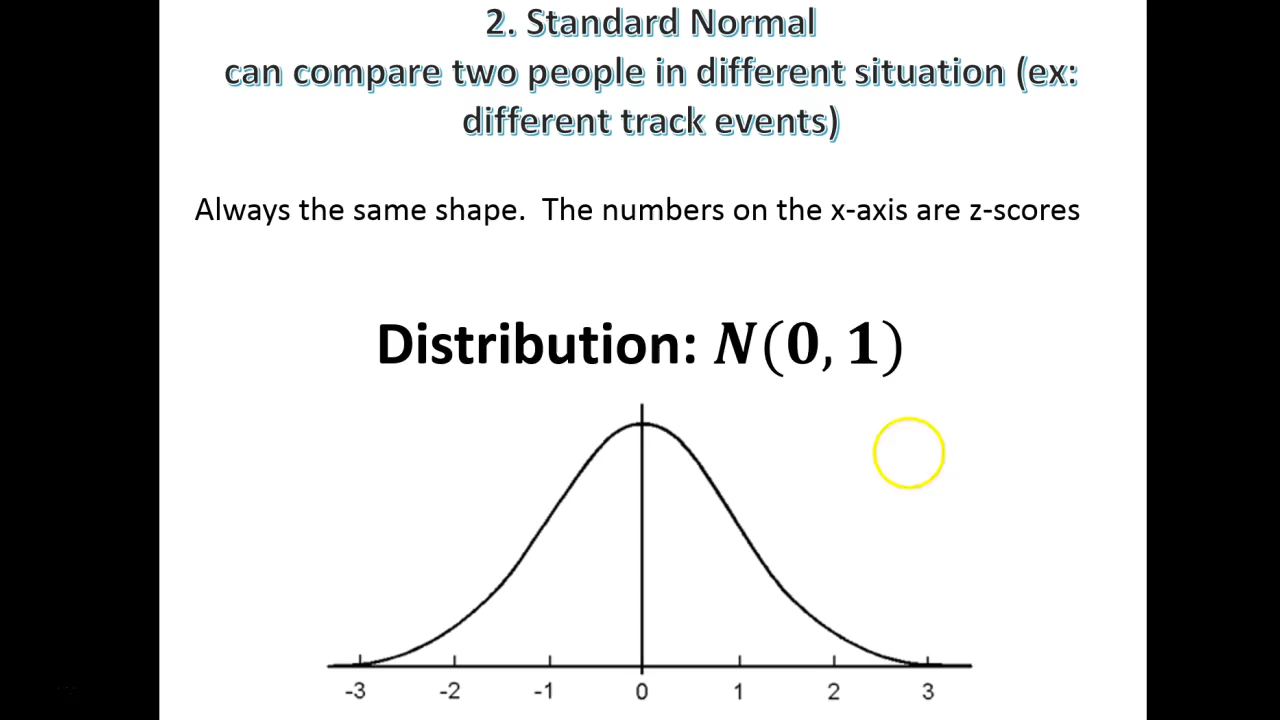 2. Standard Normal
can compare two people in different situation (ex:
different track events)
Always the same shape.  The numbers on the x-axis are z-scores
Distribution: N(0, 1)
-3 -2 -1 0 1 2 3